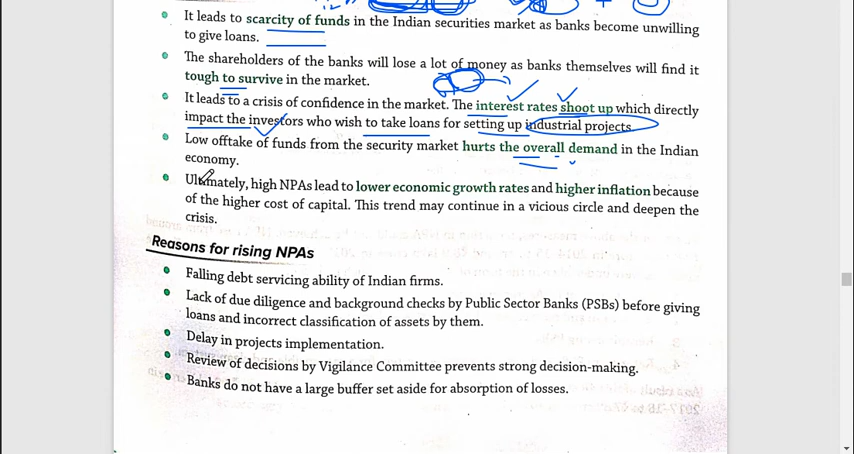 It leads to scarcity of funds in the Indian securities market as banks become unwilling
to give loans.
The shareholders of the banks will lose a lot of money as banks themselves will find it
tough to survive in the market.
It leads to a crisis of confidence in the market. The interest rates shoot up which directly
impact the investors who wish to take loans for setting up industrial projects.
Low offtake of funds from the security market hurts the overall demand in the Indian
economy.
Ultimately, high NPAs lead to lower economic growth rates and higher inflation because
of the higher cost of capital. This trend may continue in a vicious circle and deepen the
crisis.
Reasons for rising NPAs
Falling debt servicing ability of Indian firms.
Lack of due diligence and background checks by Public Sector Banks (PSBs) before giving
loans and incorrect classification of assets by them.
Delay in projects implementation.
Review of decisions by Vigilance Committee prevents strong decision-making.
Banks do not have a large buffer set aside for absorption of losses.